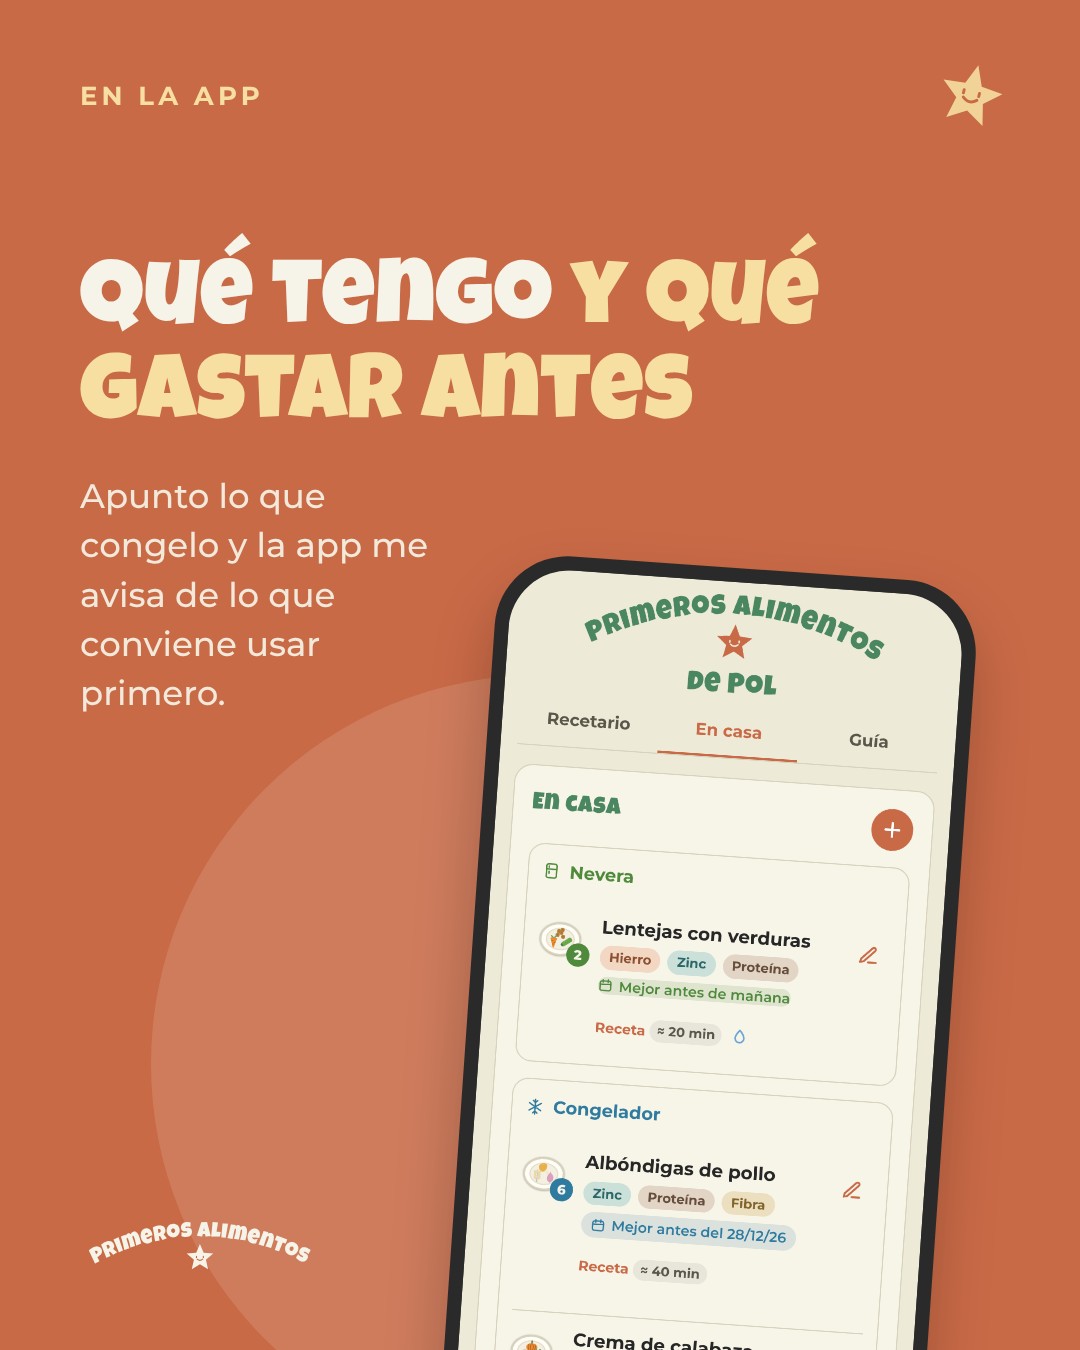 EN LA APP
Qué tengo y qué
gastar antes
Apunto lo que
congelo y la app me
avisa de lo que
conviene usar
primero.
Primeros Alimentos
de Pol
Recetario En casa Guía
En casa
Nevera
Lentejas con verduras
2
Hierro Zinc Proteína
Mejor antes de mañana
Receta ≈ 20 min
Congelador
Albóndigas de pollo
6
Zinc Proteína Fibra
Mejor antes del 28/12/26
Receta ≈ 40 min
Crema de calabaza
Primeros Alimentos